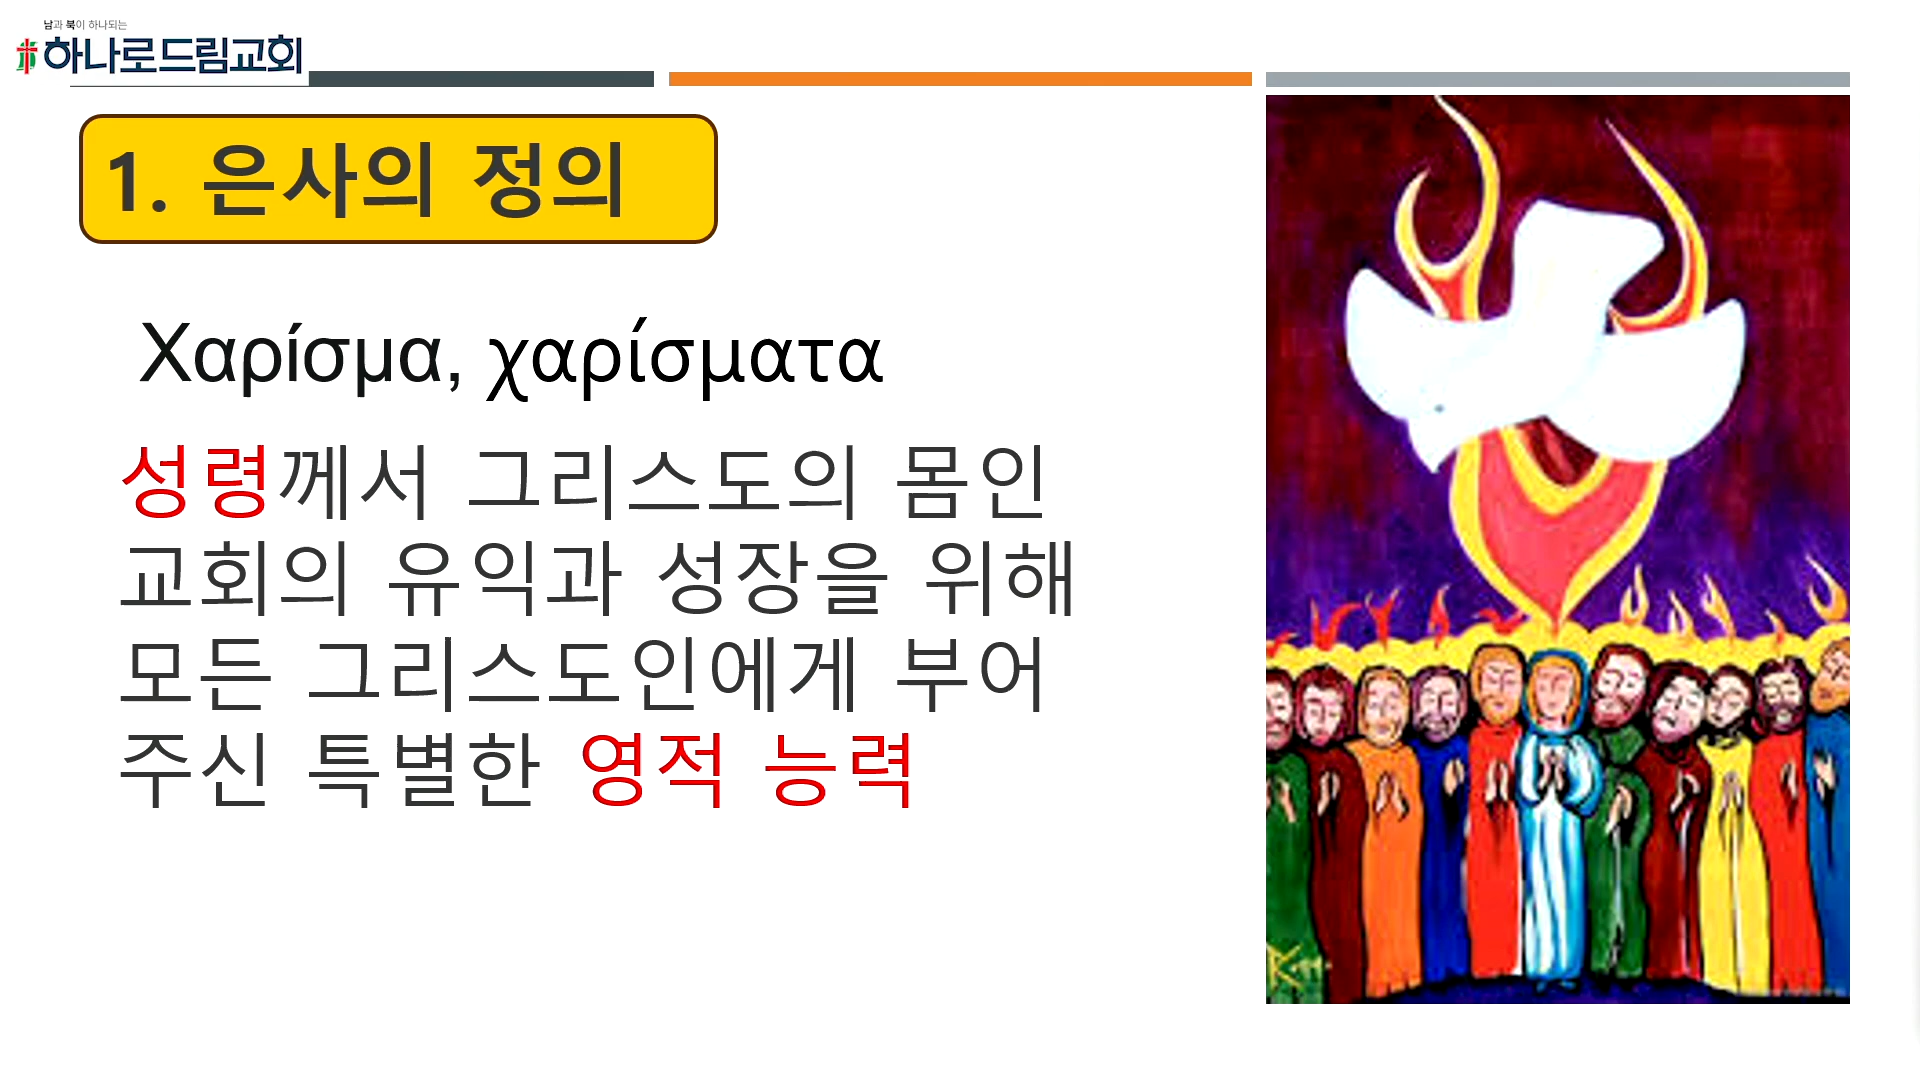 남과 북이 하나되는
하나로드림교회
1. 은사의 정의
Χαρίσμα, χαρίσματα
성령께서 그리스도의 몸인
교회의 유익과 성장을 위해
모든 그리스도인에게 부어
주신 특별한 영적 능력